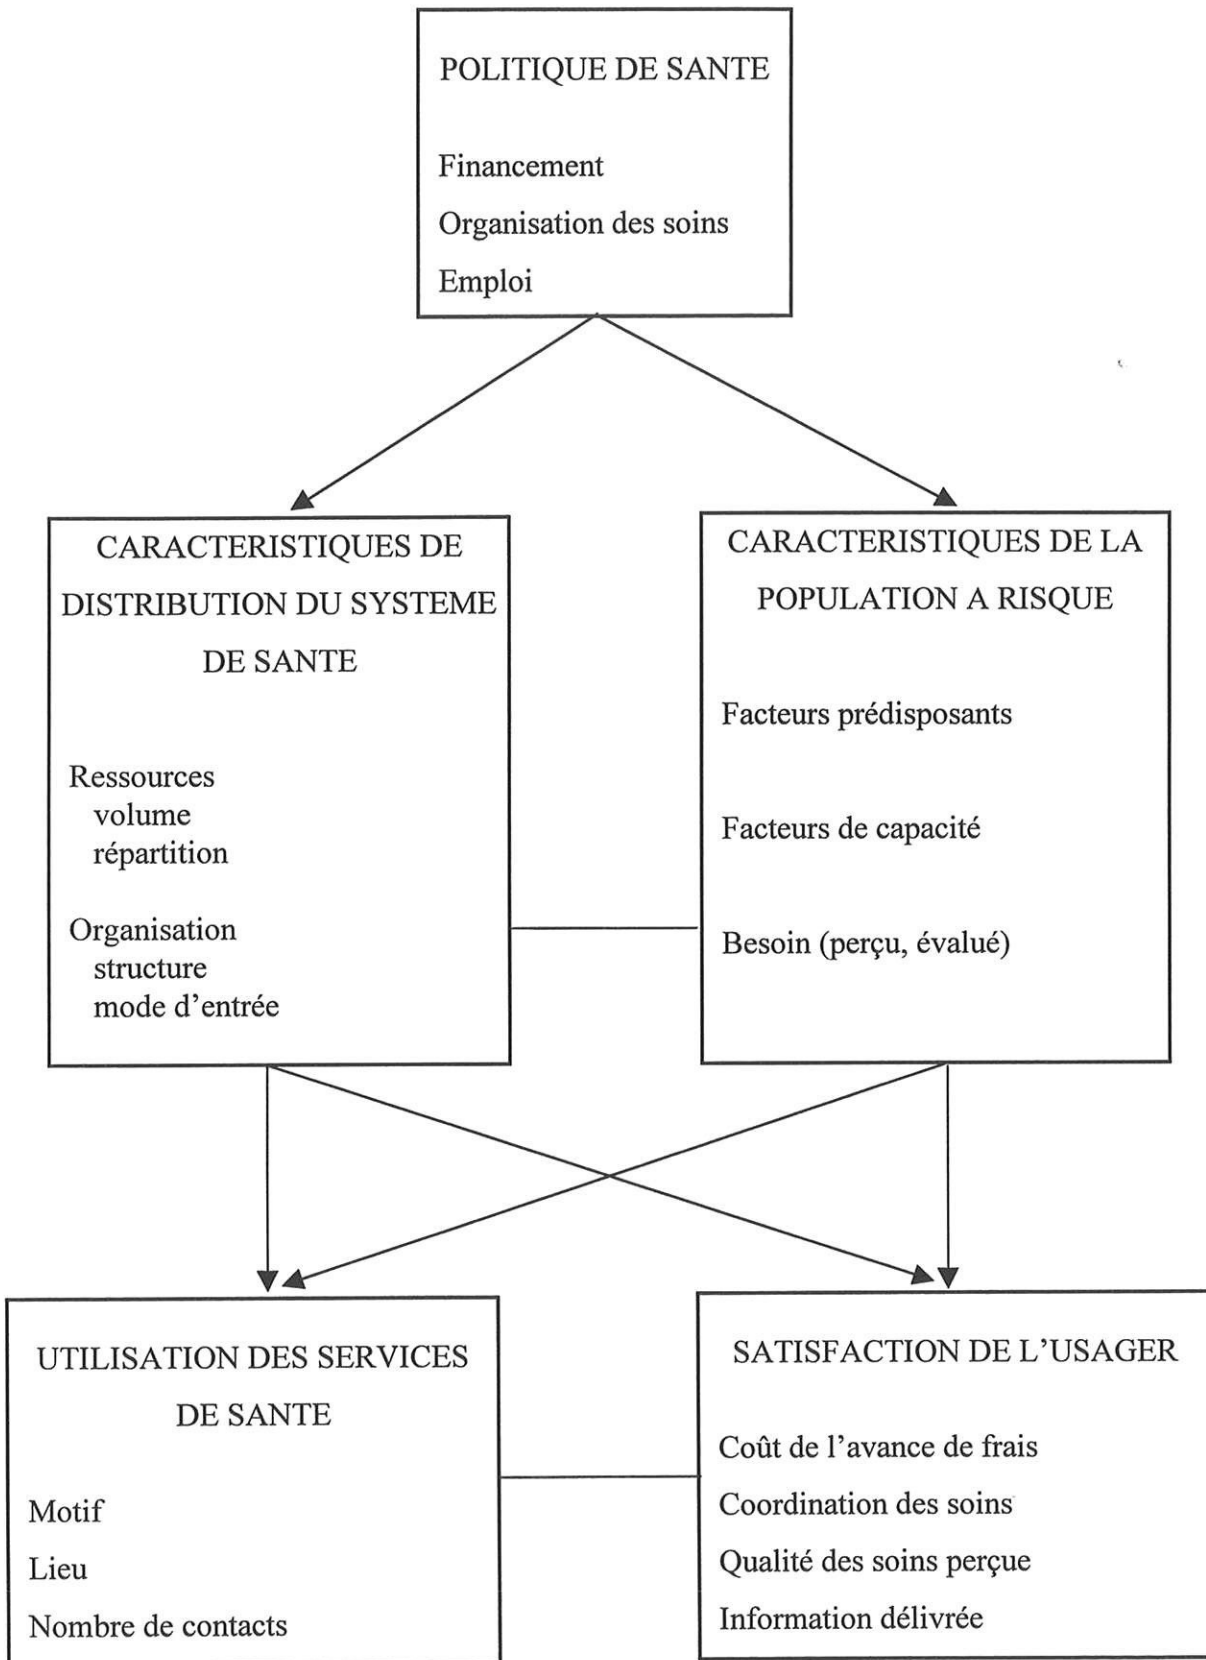 POLITIQUE DE SANTE
Financement
Organisation des soins
Emploi
CARACTERISTIQUES DE
DISTRIBUTION DU SYSTEME
DE SANTE
Ressources
volume
répartition
Organisation
structure
mode d'entrée
CARACTERISTIQUES DE LA
POPULATION A RISQUE
Facteurs prédisposants
Facteurs de capacité
Besoin (perçu, évalué)
UTILISATION DES SERVICES
DE SANTE
Motif
Lieu
Nombre de contacts
SATISFACTION DE L'USAGER
Coût de l'avance de frais
Coordination des soins
Qualité des soins perçue
Information délivrée